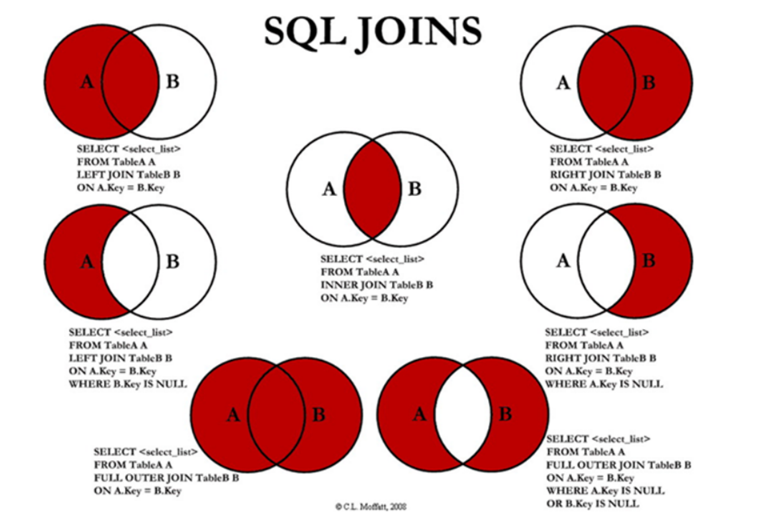 SQL JOINS
A B
SELECT <select_list>
FROM TableA A
LEFT JOIN TableB B
ON A.Key = B.Key
A B
SELECT <select_list>
FROM TableA A
RIGHT JOIN TableB B
ON A.Key = B.Key
A B
SELECT <select_list>
FROM TableA A
INNER JOIN TableB B
ON A.Key = B.Key
A B
SELECT <select_list>
FROM TableA A
LEFT JOIN TableB B
ON A.Key = B.Key
WHERE B.Key IS NULL
A B
SELECT <select_list>
FROM TableA A
RIGHT JOIN TableB B
ON A.Key = B.Key
WHERE A.Key IS NULL
A B
SELECT <select_list>
FROM TableA A
FULL OUTER JOIN TableB B
ON A.Key = B.Key
A B
SELECT <select_list>
FROM TableA A
FULL OUTER JOIN TableB B
ON A.Key = B.Key
WHERE A.Key IS NULL
OR B.Key IS NULL
© C.L. Moffatt, 2008